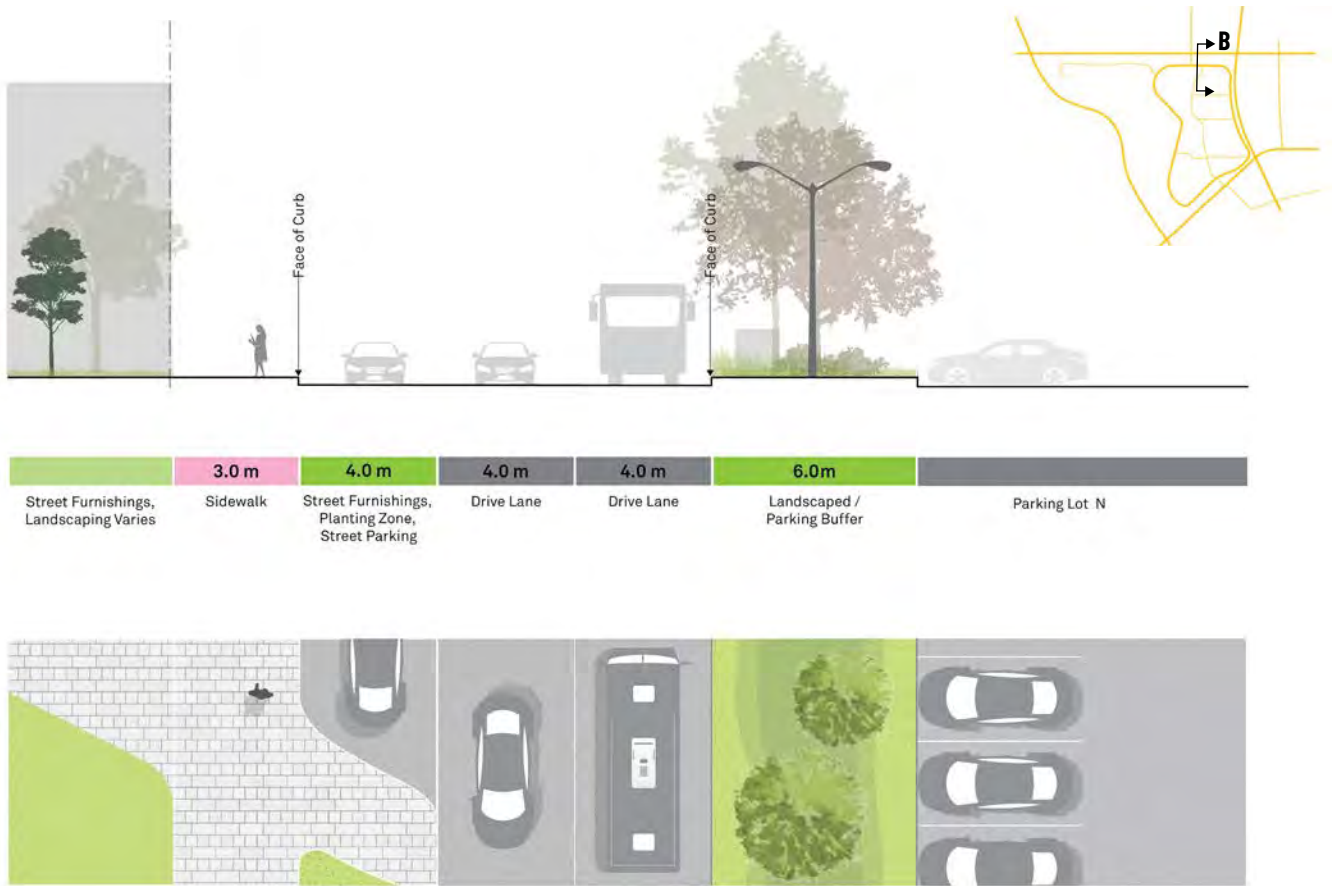 B
Face of Curb
Face of Curb
3.0 m
4.0 m
4.0 m
4.0 m
6.0m
Street Furnishings,
Landscaping Varies
Sidewalk
Street Furnishings,
Planting Zone,
Street Parking
Drive Lane
Drive Lane
Landscaped /
Parking Buffer
Parking Lot N